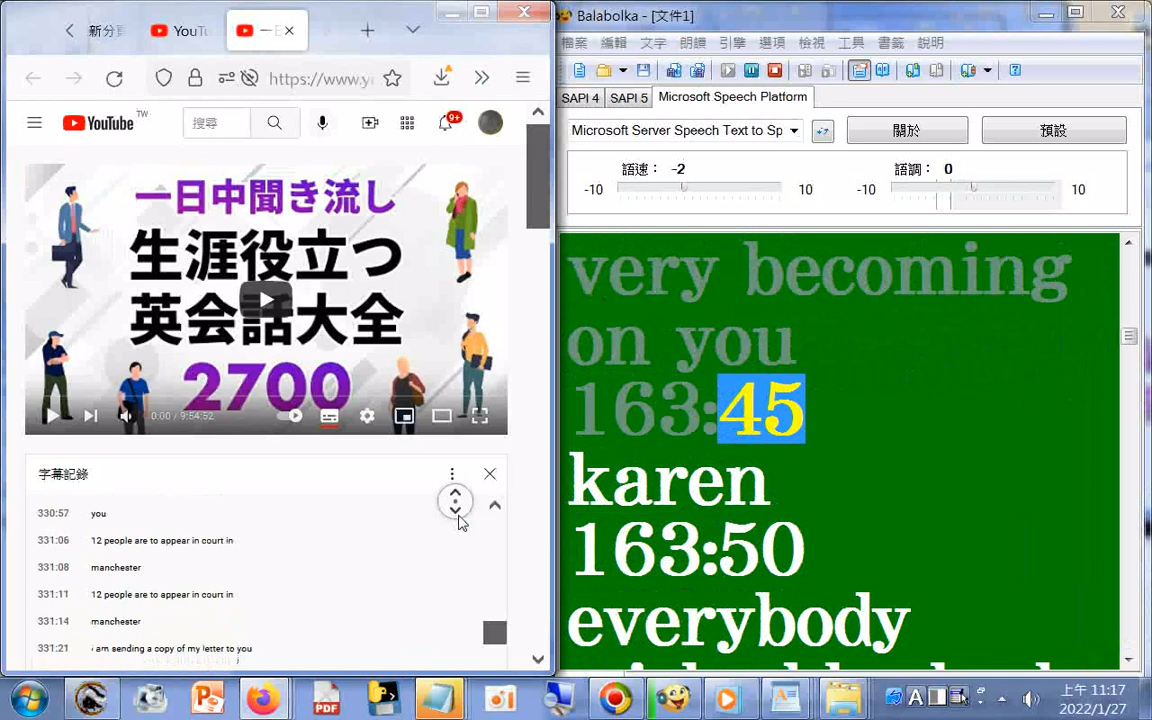 新分
YouTu
一日
https://www.y
YouTube TW
搜尋
9+
一日中聞き流し
生涯役立つ
英会話大全
2700
0:00 / 9:54:52
字幕記錄
330:57 you
331:06 12 people are to appear in court in
331:08 manchester
331:11 12 people are to appear in court in
331:14 manchester
331:21 i am sending a copy of my letter to you
Balabolka - [文件1]
檔案 編輯 文字 朗讀 引擎 選項 檢視 工具 書籤 說明
SAPI 4 SAPI 5 Microsoft Speech Platform
Microsoft Server Speech Text to Sp
關於 預設
語速： -2 語調： 0
-10 10 -10 10
very becoming
on you
163:45
karen
163:50
everybody
PDF
A
上午 11:17
2022/1/27